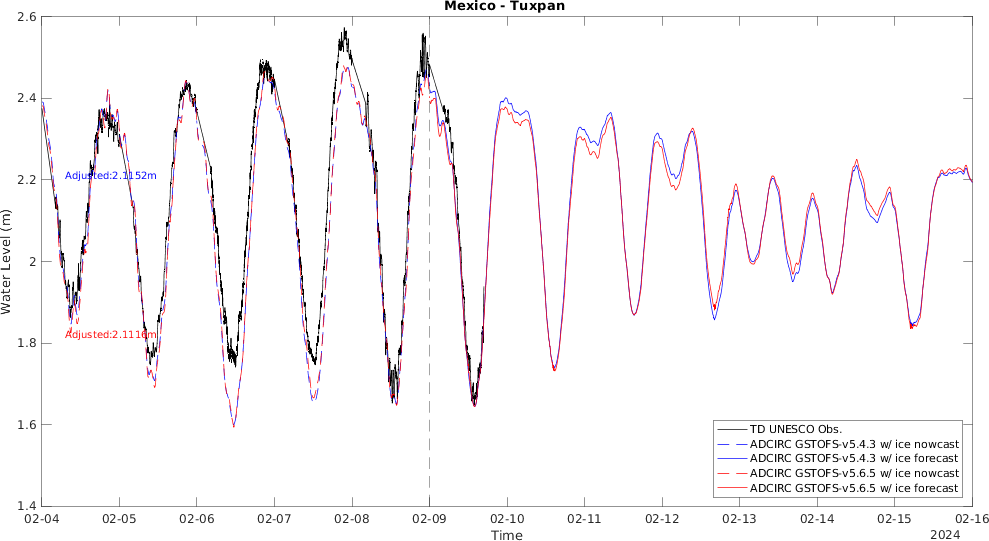 Mexico - Tuxpan
2.6
2.4
2.2
2
1.8
1.6
1.4
Water Level (m)
Adjusted:2.1152m
Adjusted:2.1116m
TD UNESCO Obs.
ADCIRC GSTOFS-v5.4.3 w/ ice nowcast
ADCIRC GSTOFS-v5.4.3 w/ ice forecast
ADCIRC GSTOFS-v5.6.5 w/ ice nowcast
ADCIRC GSTOFS-v5.6.5 w/ ice forecast
02-04 02-05 02-06 02-07 02-08 02-09 02-10 02-11 02-12 02-13 02-14 02-15 02-16
Time
2024